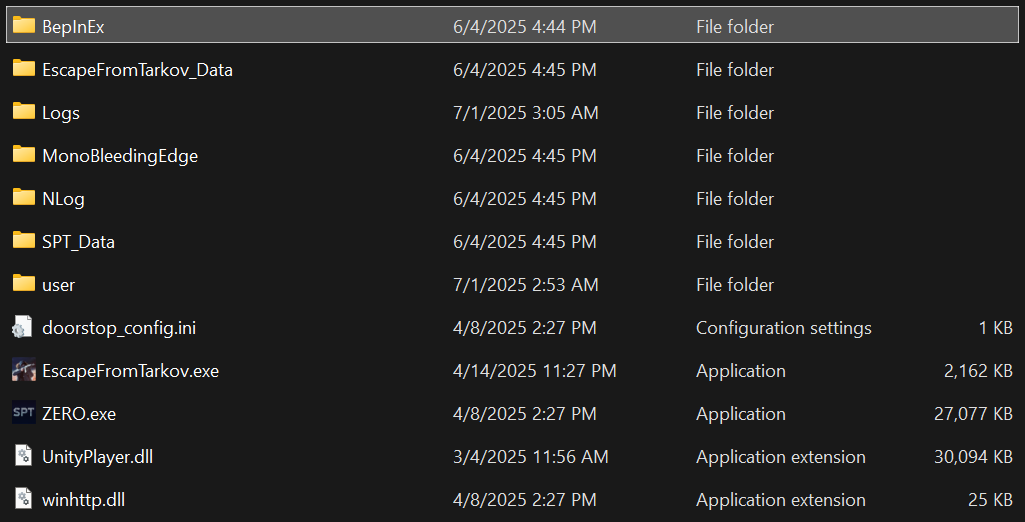 BepInEx 6/4/2025 4:44 PM File folder
EscapeFromTarkov_Data 6/4/2025 4:45 PM File folder
Logs 7/1/2025 3:05 AM File folder
MonoBleedingEdge 6/4/2025 4:45 PM File folder
NLog 6/4/2025 4:45 PM File folder
SPT_Data 6/4/2025 4:45 PM File folder
user 7/1/2025 2:53 AM File folder
doorstop_config.ini 4/8/2025 2:27 PM Configuration settings 1 KB
EscapeFromTarkov.exe 4/14/2025 11:27 PM Application 2,162 KB
SPT ZERO.exe 4/8/2025 2:27 PM Application 27,077 KB
UnityPlayer.dll 3/4/2025 11:56 AM Application extension 30,094 KB
winhttp.dll 4/8/2025 2:27 PM Application extension 25 KB